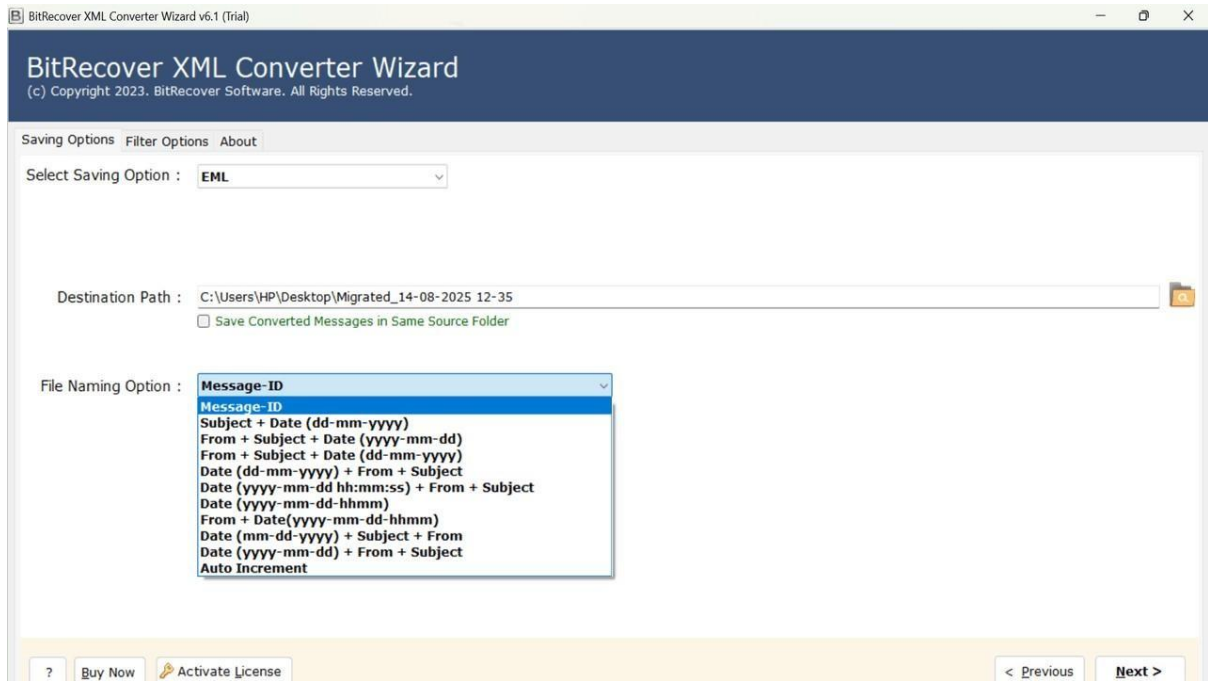 BitRecover XML Converter Wizard v6.1 (Trial)
BitRecover XML Converter Wizard
(c) Copyright 2023. BitRecover Software. All Rights Reserved.
Saving Options Filter Options About
Select Saving Option : EML
Destination Path : C:\Users\HP\Desktop\Migrated_14-08-2025 12-35
Save Converted Messages in Same Source Folder
File Naming Option : Message-ID
Message-ID
Subject + Date (dd-mm-yyyy)
From + Subject + Date (yyyy-mm-dd)
From + Subject + Date (dd-mm-yyyy)
Date (dd-mm-yyyy) + From + Subject
Date (yyyy-mm-dd hh:mm:ss) + From + Subject
Date (yyyy-mm-dd-hhmm)
From + Date(yyyy-mm-dd-hhmm)
Date (mm-dd-yyyy) + Subject + From
Date (yyyy-mm-dd) + From + Subject
Auto Increment
? Buy Now Activate License < Previous Next >